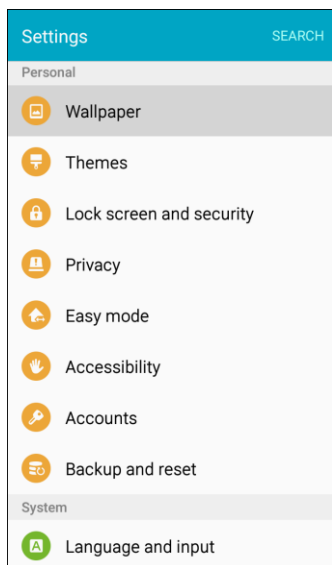 Settings SEARCH
Personal
Wallpaper
Themes
Lock screen and security
Privacy
Easy mode
Accessibility
Accounts
Backup and reset
System
A Language and input